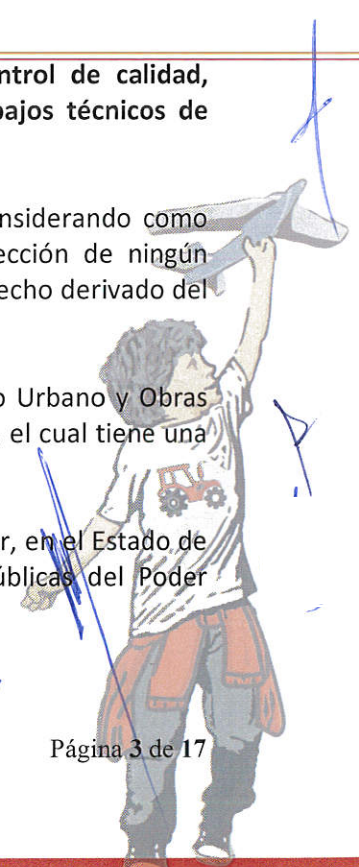 ntrol de calidad,
bajos técnicos de
onsiderando como
ección de ningún
echo derivado del
o Urbano y Obras
el cual tiene una
r, en el Estado de
úblicas del Poder
Página 3 de 17